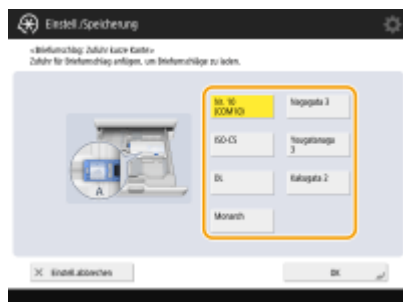 Einstell./Speicherung
<Briefumschlag: Zufuhr kurze Kante>
Zufuhr für Briefumschlag anfügen, um Briefumschläge zu laden.
Nr. 10
(COM10)
Nagagata 3
ISO-C5
Yougatanaga
3
DL
Kakugata 2
Monarch
A
Einstell.abbrechen
OK